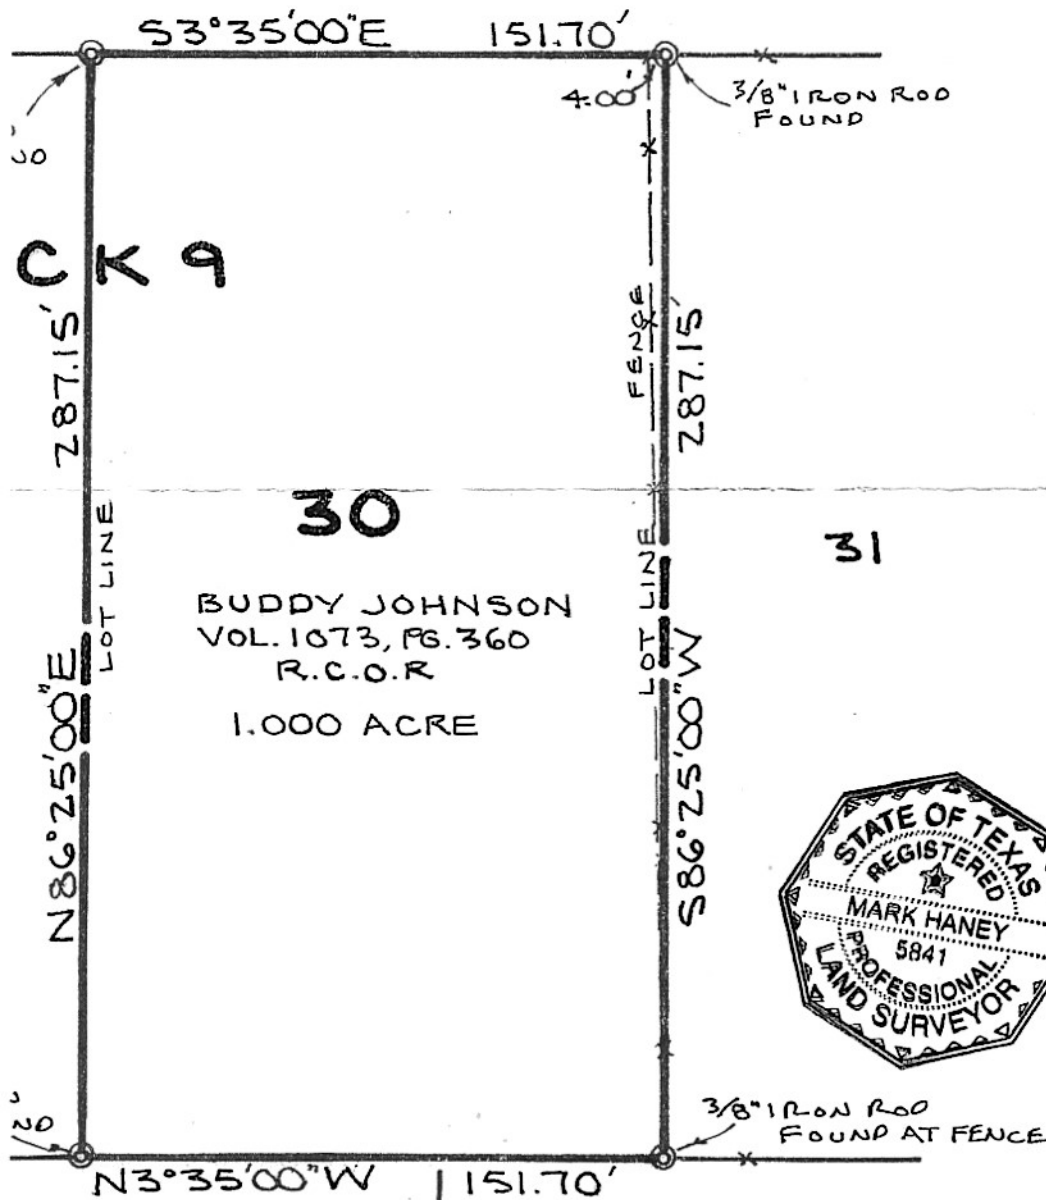 S3°35'00"E 151.70'
4.00'
3/8" IRON ROD
FOUND
CK 9
287.15'
FENCE
287.15'
LOT LINE
30
LOT LINE
31
BUDDY JOHNSON
VOL. 1073, PG. 360
R.C.O.R
1.000 ACRE
N86°25'00"E
S86°25'00"W
STATE OF TEXAS
REGISTERED
MARK HANEY
5841
PROFESSIONAL
LAND SURVEYOR
3/8" IRON ROD
FOUND AT FENCE
ND
N3°35'00"W 151.70'